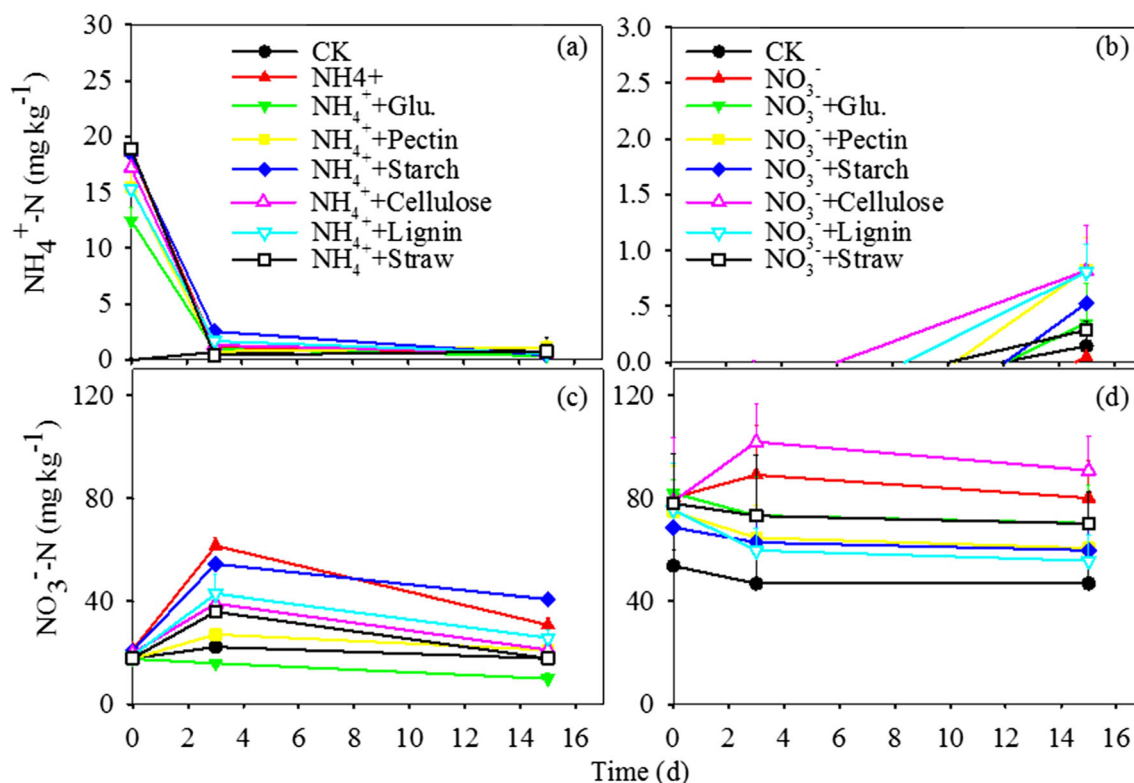 NH₄⁺-N (mg kg⁻¹)
30
25
20
15
10
5
0
(a)
CK
NH4+
NH₄⁺+Glu.
NH₄⁺+Pectin
NH₄⁺+Starch
NH₄⁺+Cellulose
NH₄⁺+Lignin
NH₄⁺+Straw
3.0
2.5
2.0
1.5
1.0
.5
0.0
(b)
CK
NO₃⁻
NO₃⁻+Glu.
NO₃⁻+Pectin
NO₃⁻+Starch
NO₃⁻+Cellulose
NO₃⁻+Lignin
NO₃⁻+Straw
NO₃⁻-N (mg kg⁻¹)
120
80
40
0
(c)
0 2 4 6 8 10 12 14 16
120
80
40
0
(d)
0 2 4 6 8 10 12 14 16
Time (d)